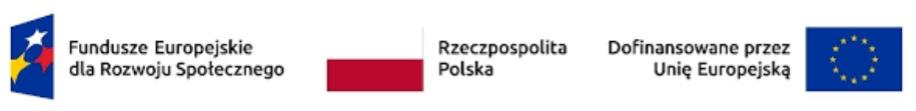 Fundusze Europejskie
dla Rozwoju Społecznego
Rzeczpospolita
Polska
Dofinansowane przez
Unię Europejską